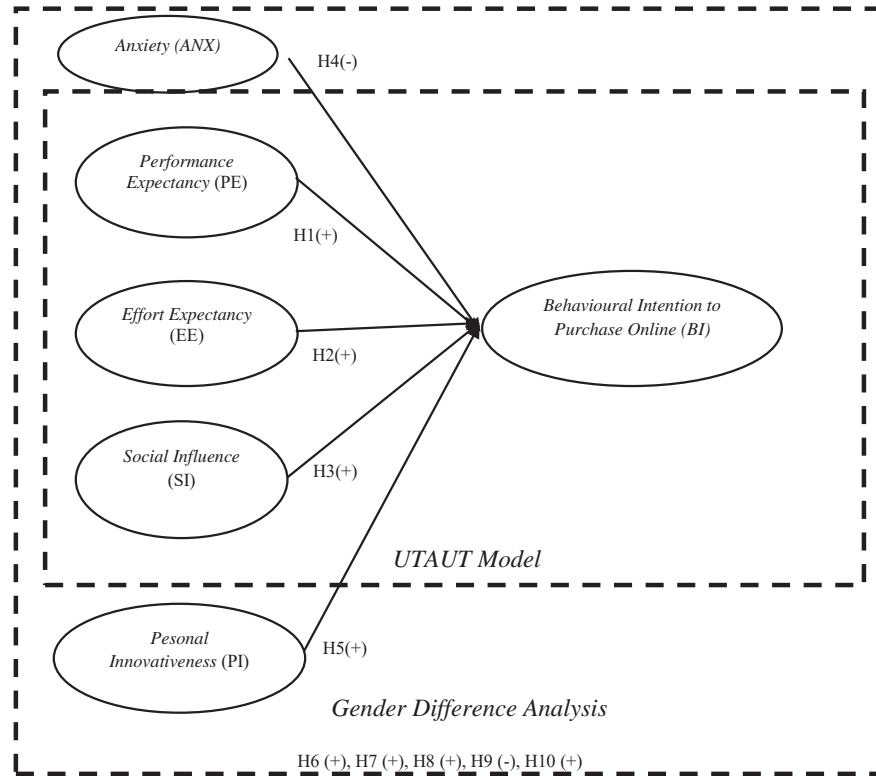 Anxiety (ANX)
H4(-)
Performance
Expectancy (PE)
H1(+)
Behavioural Intention to
Purchase Online (BI)
Effort Expectancy
(EE)
H2(+)
Social Influence
(SI)
H3(+)
UTAUT Model
Pesonal
Innovativeness (PI)
H5(+)
Gender Difference Analysis
H6 (+), H7 (+), H8 (+), H9 (-), H10 (+)